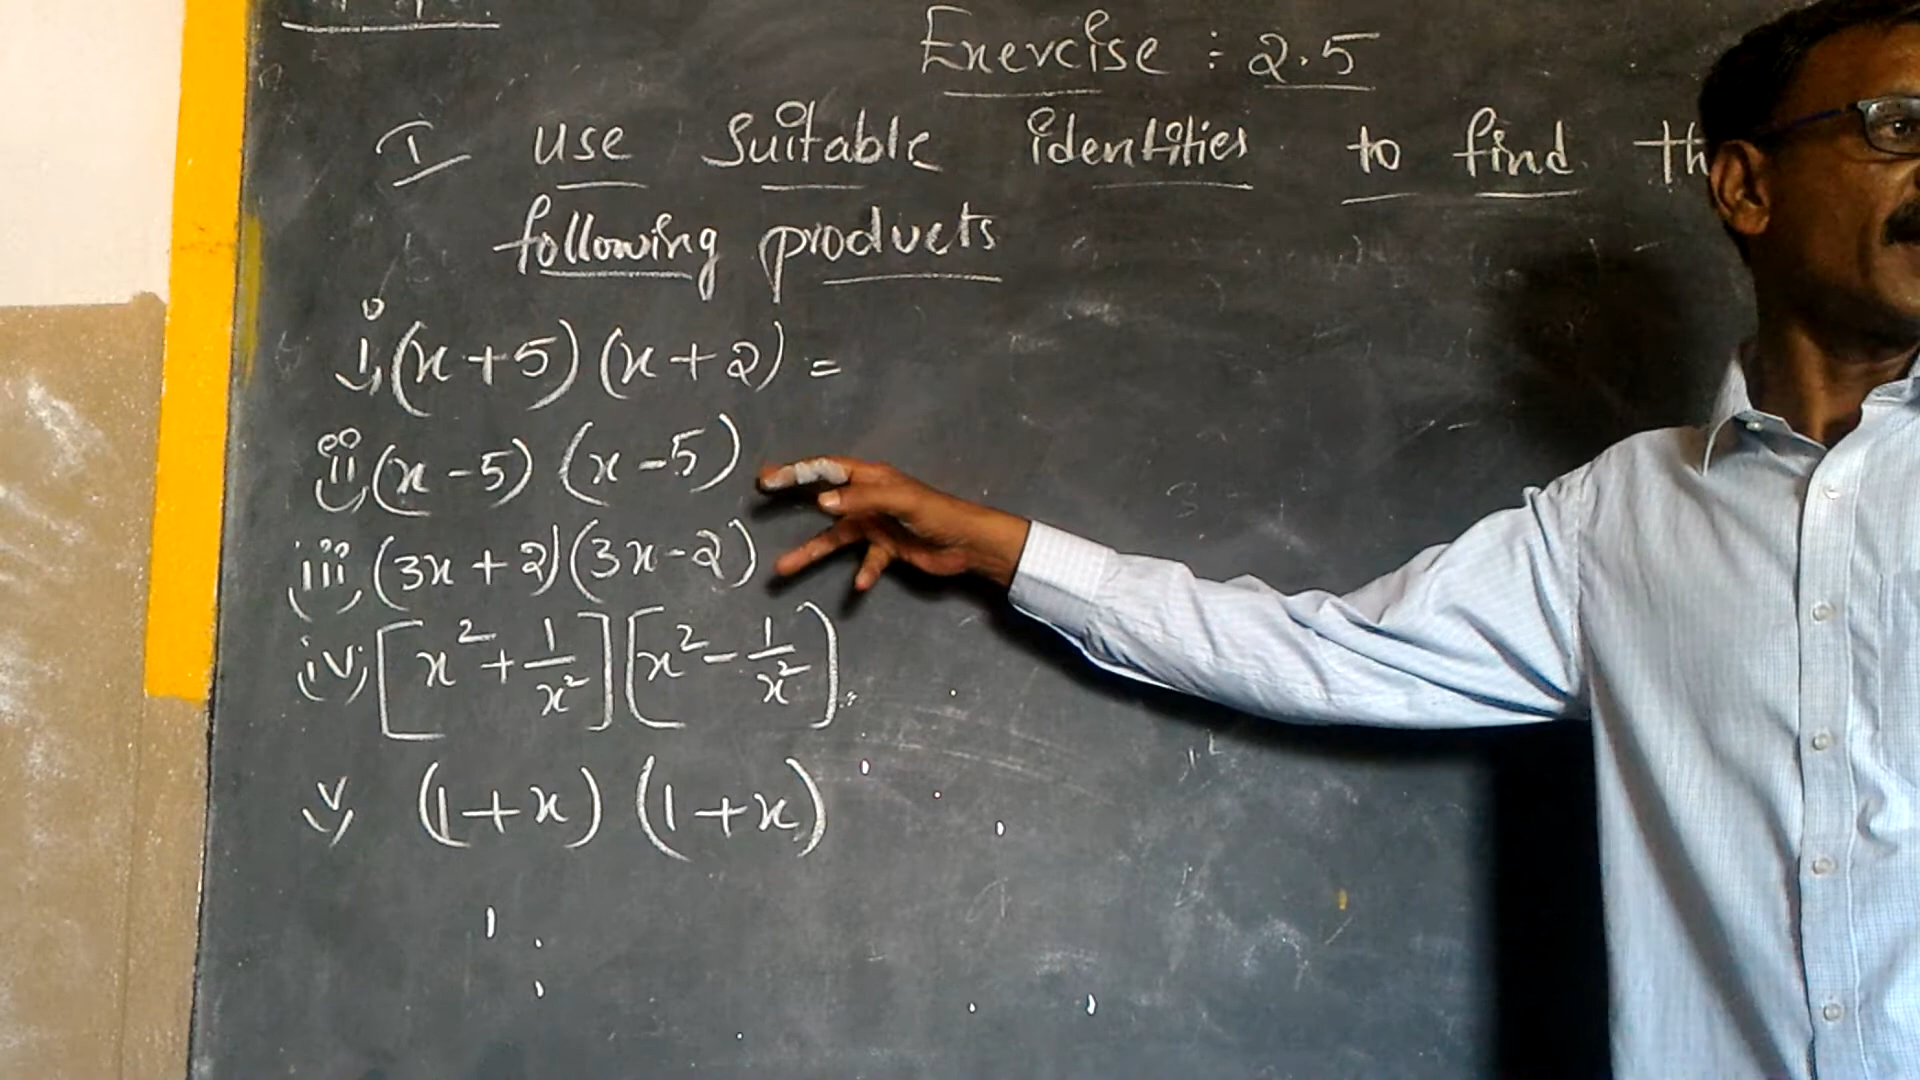 Exercise : 2.5
I use suitable identities to find th
following products
i, (x+5) (x+2) =
ii, (x-5) (x-5)
iii, (3x+2) (3x-2)
iv, [x²+1/x²] [x²-1/x²)
v, (1+x) (1+x)